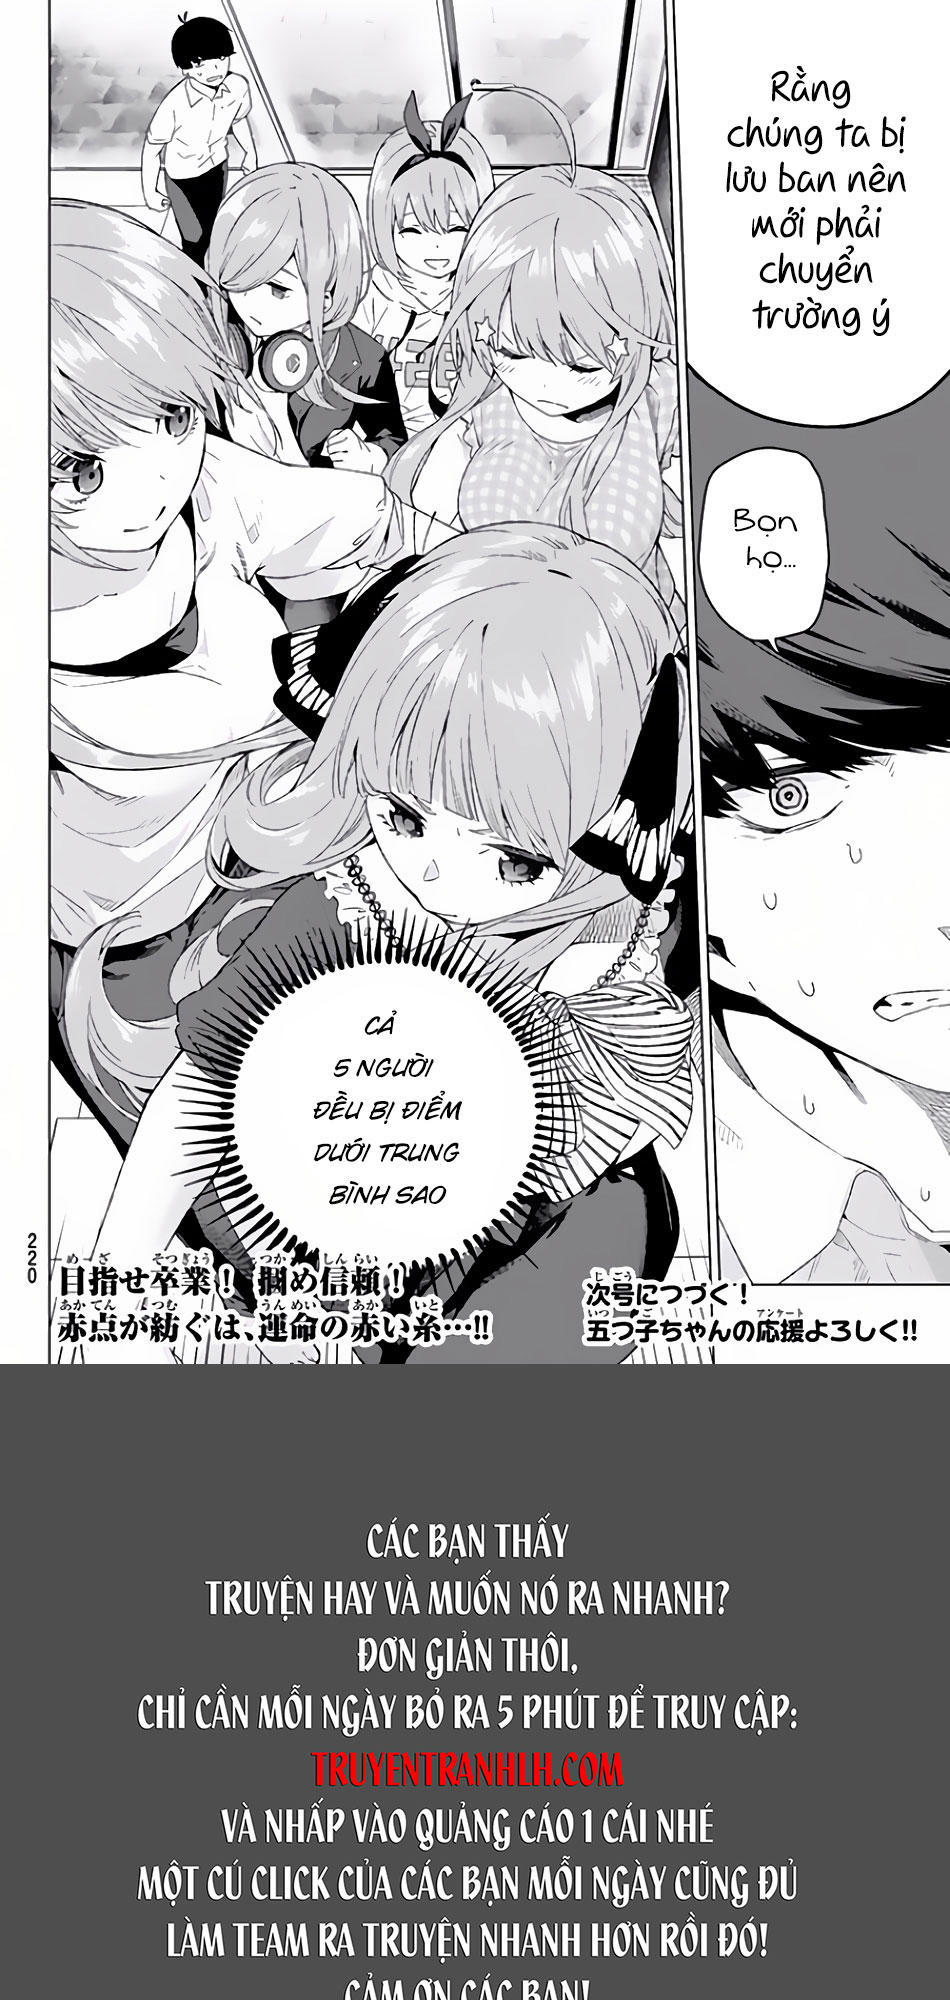 Rằng
chúng ta bị
lưu ban nên
mới phải
chuyển
trường ý
Bọn
họ...
CẢ
5 NGƯỜI
ĐỀU BỊ ĐIỂM
DƯỚI TRUNG
BÌNH SAO
220
目指せ卒業！ 掴め信頼！
赤点が紡ぐは、運命の赤い糸…!!
次号につづく！
五つ子ちゃんの応援よろしく!!
CÁC BẠN THẤY
TRUYỆN HAY VÀ MUỐN NÓ RA NHANH?
ĐƠN GIẢN THÔI,
CHỈ CẦN MỖI NGÀY BỎ RA 5 PHÚT ĐỂ TRUY CẬP:
TRUYENTRANHLH.COM
VÀ NHẤP VÀO QUẢNG CÁO 1 CÁI NHÉ
MỘT CÚ CLICK CỦA CÁC BẠN MỖI NGÀY CŨNG ĐỦ
LÀM TEAM RA TRUYỆN NHANH HƠN RỒI ĐÓ!
CẢM ƠN CÁC BẠN!